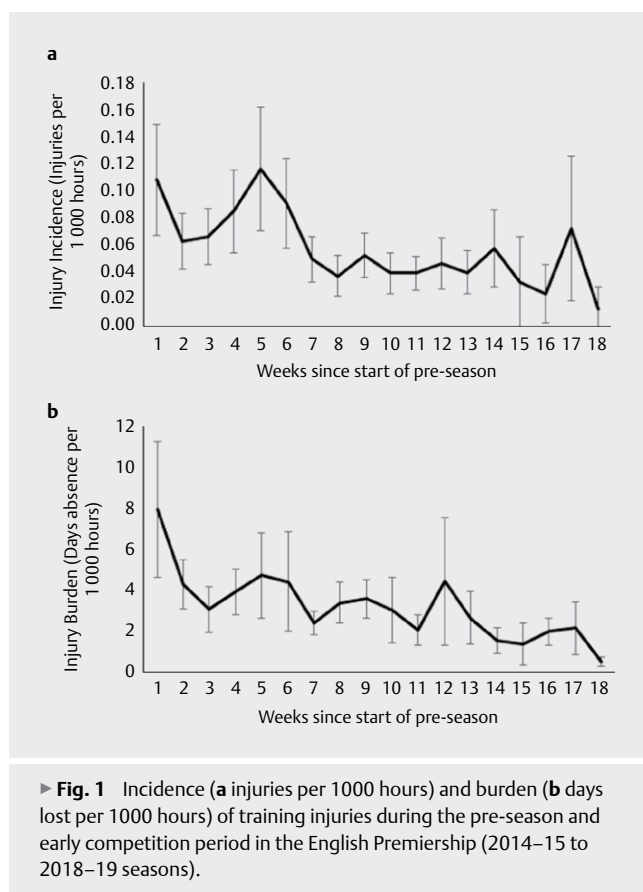 a
Injury Incidence (Injuries per
1 000 hours)
0.18
0.16
0.14
0.12
0.10
0.08
0.06
0.04
0.02
0.00
1 2 3 4 5 6 7 8 9 10 11 12 13 14 15 16 17 18
Weeks since start of pre-season
b
Injury Burden (Days absence per
1 000 hours)
12
10
8
6
4
2
0
1 2 3 4 5 6 7 8 9 10 11 12 13 14 15 16 17 18
Weeks since start of pre-season
► Fig. 1 Incidence (a injuries per 1000 hours) and burden (b days
lost per 1000 hours) of training injuries during the pre-season and
early competition period in the English Premiership (2014–15 to
2018–19 seasons).